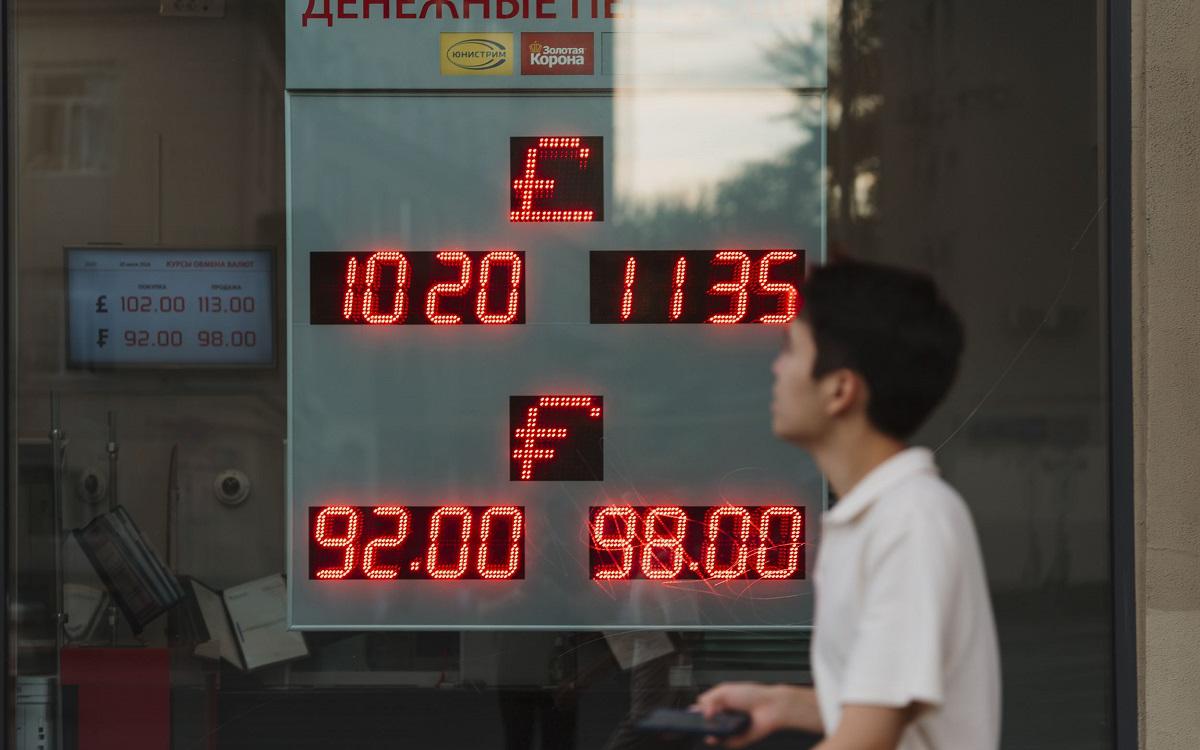 ДЕНЕЖНЫЕ
ЮНИСТРИМ
Золотая
Корона
£
1020 1135
КУРСЫ ОБМЕНА ВАЛЮТ
ПОКУПКА ПРОДАЖА
£ 102.00 113.00
₣ 92.00 98.00
₣
92.00 98.00